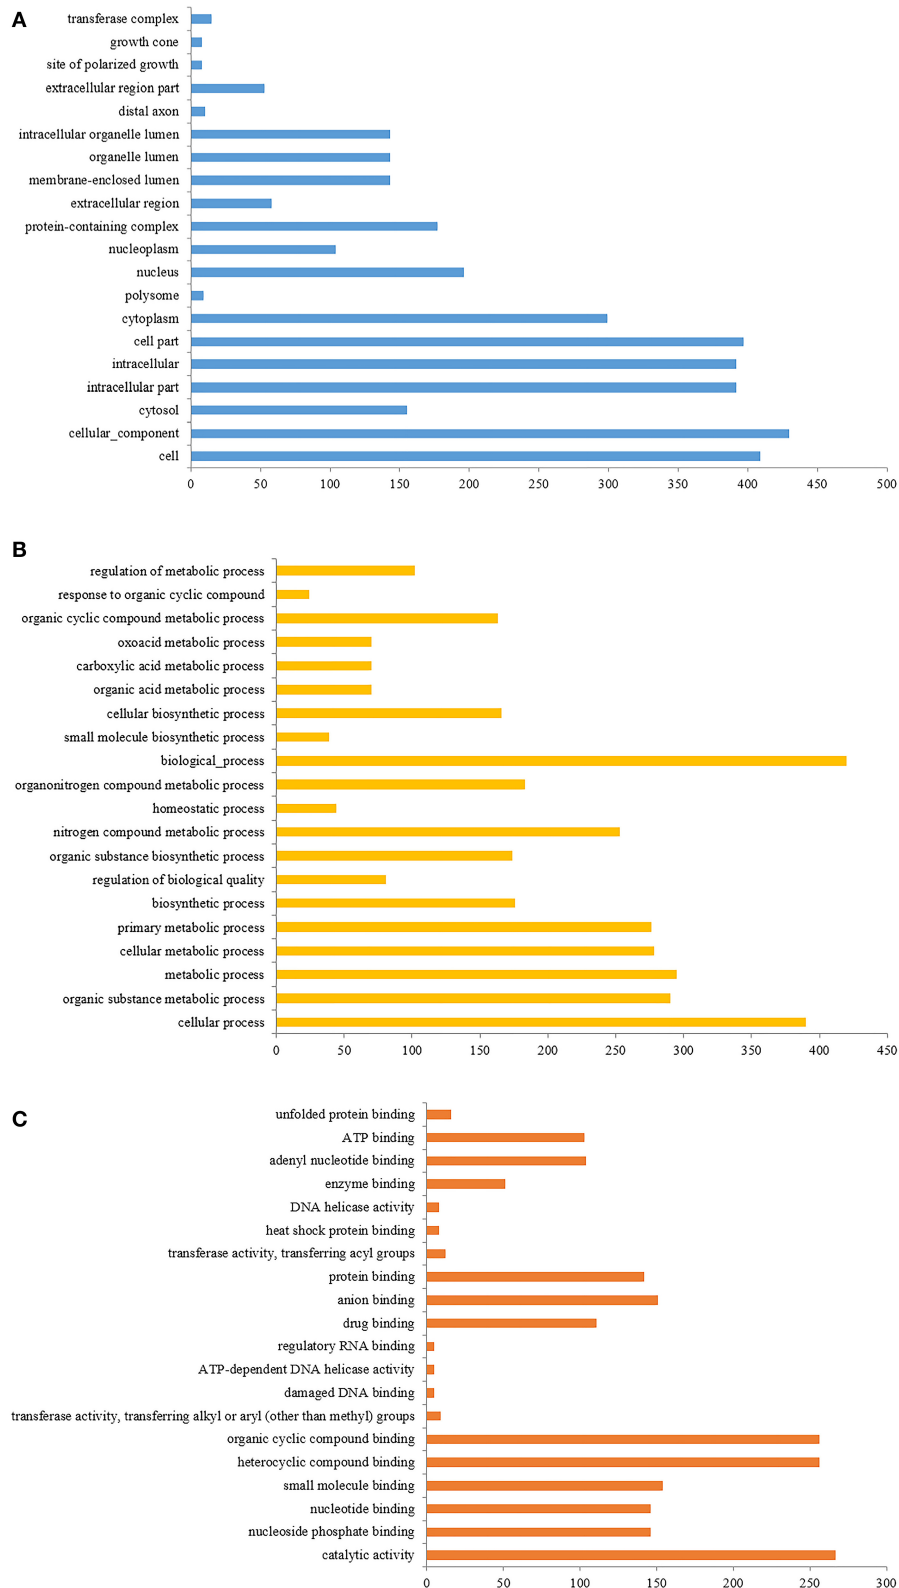 A
transferase complex
growth cone
site of polarized growth
extracellular region part
distal axon
intracellular organelle lumen
organelle lumen
membrane-enclosed lumen
extracellular region
protein-containing complex
nucleoplasm
nucleus
polysome
cytoplasm
cell part
intracellular
intracellular part
cytosol
cellular_component
cell
0 50 100 150 200 250 300 350 400 450 500
B
regulation of metabolic process
response to organic cyclic compound
organic cyclic compound metabolic process
oxoacid metabolic process
carboxylic acid metabolic process
organic acid metabolic process
cellular biosynthetic process
small molecule biosynthetic process
biological_process
organonitrogen compound metabolic process
homeostatic process
nitrogen compound metabolic process
organic substance biosynthetic process
regulation of biological quality
biosynthetic process
primary metabolic process
cellular metabolic process
metabolic process
organic substance metabolic process
cellular process
0 50 100 150 200 250 300 350 400 450
C
unfolded protein binding
ATP binding
adenyl nucleotide binding
enzyme binding
DNA helicase activity
heat shock protein binding
transferase activity, transferring acyl groups
protein binding
anion binding
drug binding
regulatory RNA binding
ATP-dependent DNA helicase activity
damaged DNA binding
transferase activity, transferring alkyl or aryl (other than methyl) groups
organic cyclic compound binding
heterocyclic compound binding
small molecule binding
nucleotide binding
nucleoside phosphate binding
catalytic activity
0 50 100 150 200 250 300